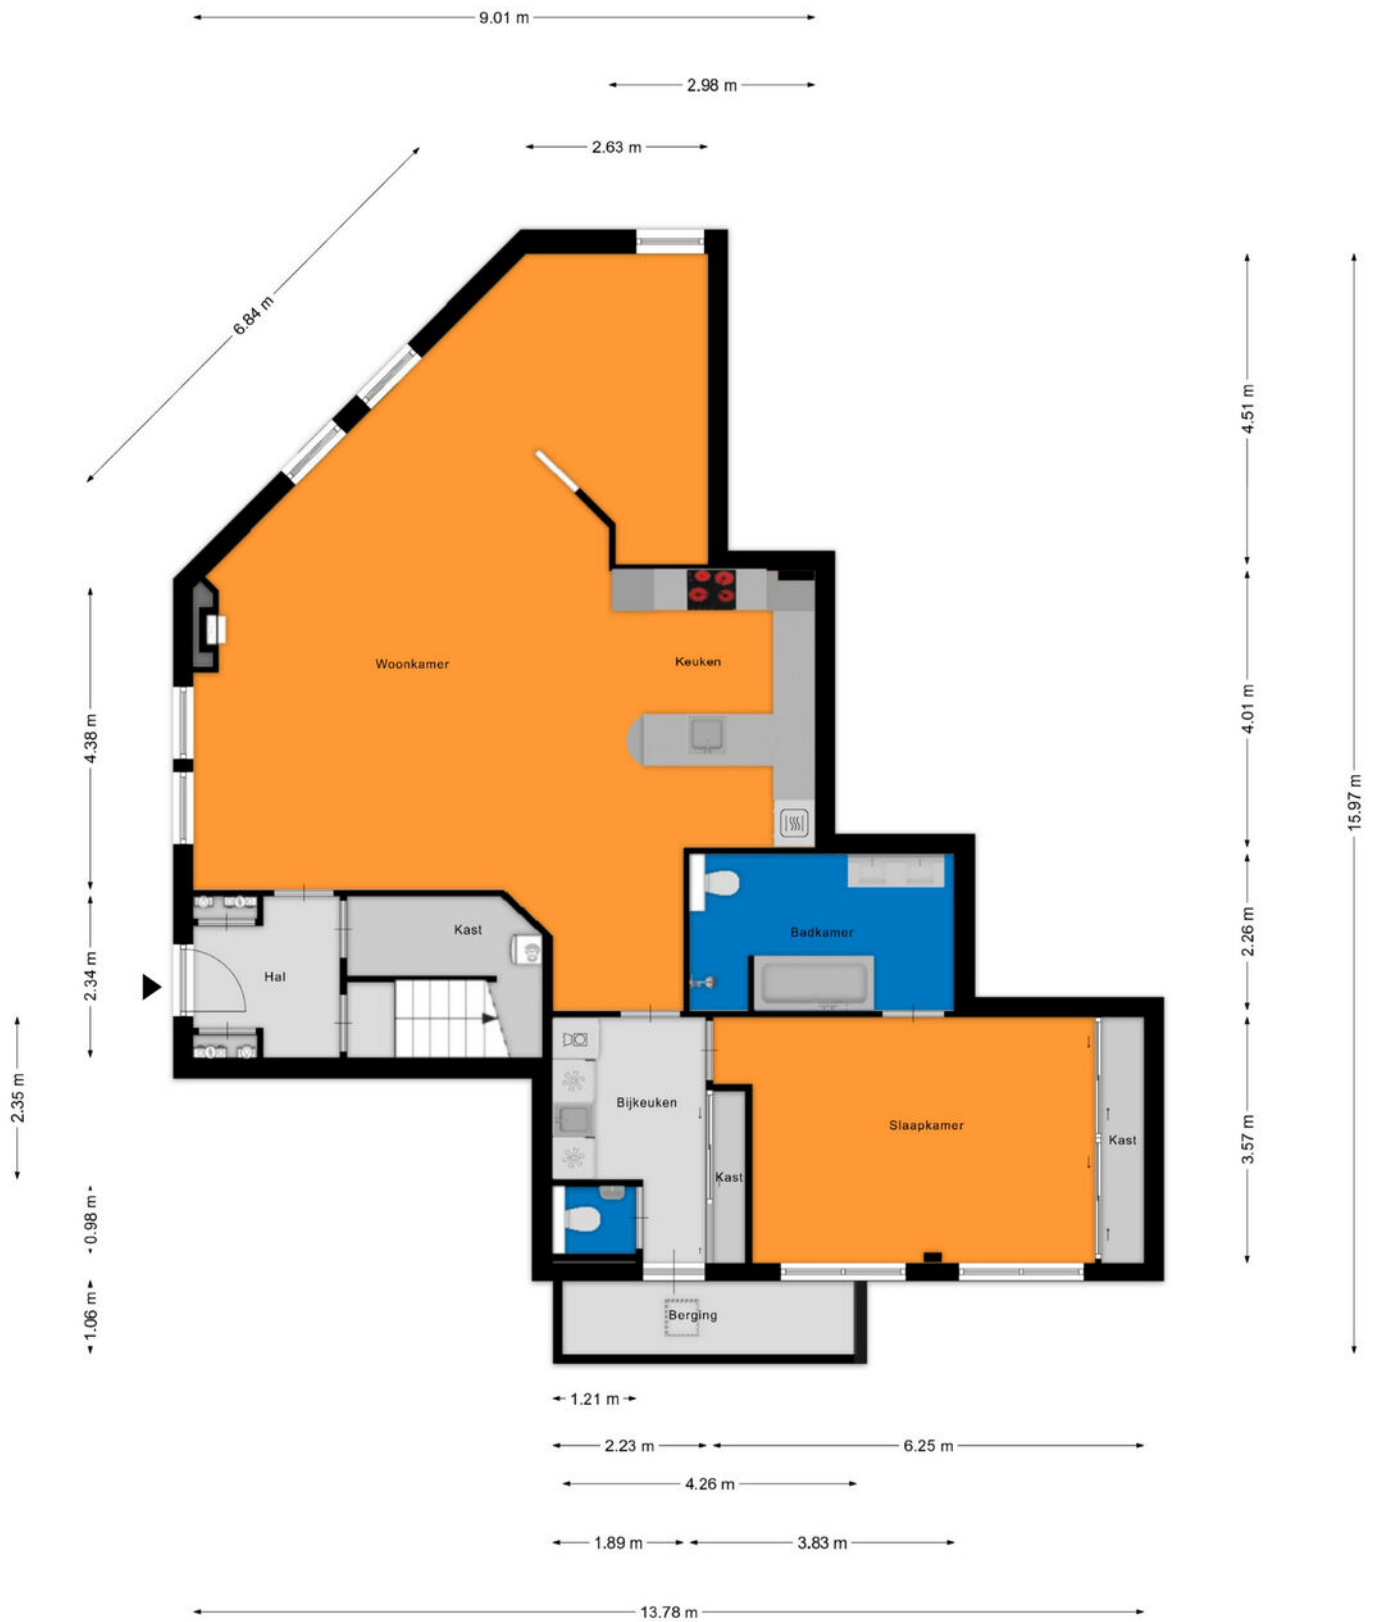 9.01 m
2.98 m
2.63 m
6.84 m
4.51 m
15.97 m
Woonkamer
Keuken
4.38 m
4.01 m
Kast
Badkamer
2.26 m
Hal
2.34 m
2.35 m
Bijkeuken
Slaapkamer
Kast
3.57 m
Kast
0.98 m
Berging
1.06 m
1.21 m
2.23 m
6.25 m
4.26 m
1.89 m
3.83 m
13.78 m